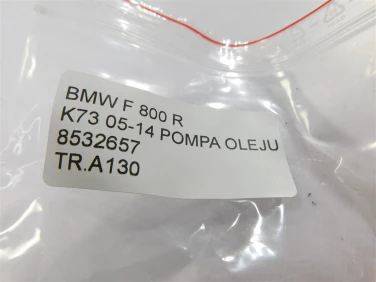 BMW F 800 R
K73 05-14 POMPA OLEJU
8532657
TR.A130